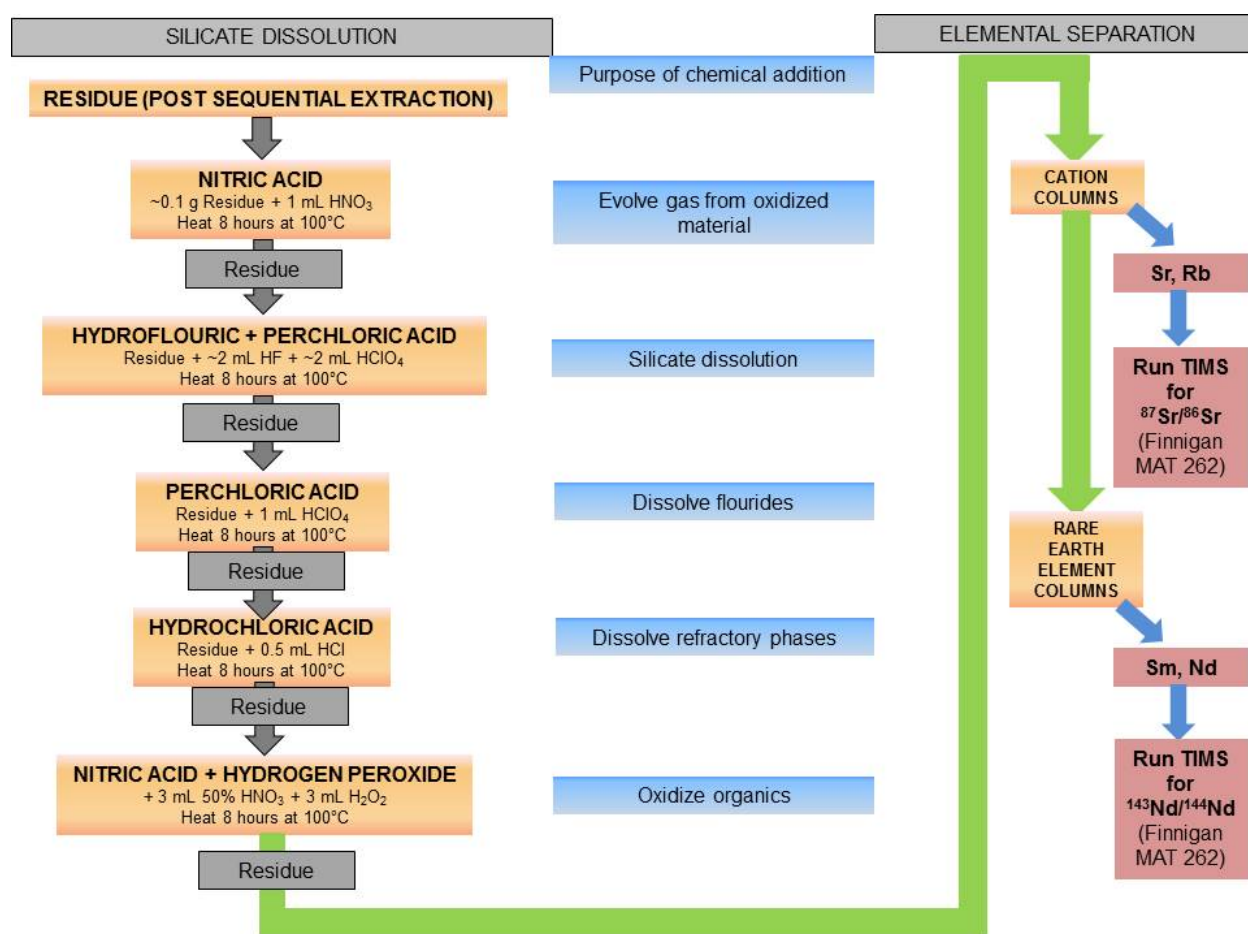 SILICATE DISSOLUTION
RESIDUE (POST SEQUENTIAL EXTRACTION)
NITRIC ACID
~0.1 g Residue + 1 mL HNO₃
Heat 8 hours at 100°C
Residue
HYDROFLOURIC + PERCHLORIC ACID
Residue + ~2 mL HF + ~2 mL HClO₄
Heat 8 hours at 100°C
Residue
PERCHLORIC ACID
Residue + 1 mL HClO₄
Heat 8 hours at 100°C
Residue
HYDROCHLORIC ACID
Residue + 0.5 mL HCl
Heat 8 hours at 100°C
Residue
NITRIC ACID + HYDROGEN PEROXIDE
+ 3 mL 50% HNO₃ + 3 mL H₂O₂
Heat 8 hours at 100°C
Residue
Purpose of chemical addition
Evolve gas from oxidized
material
Silicate dissolution
Dissolve flourides
Dissolve refractory phases
Oxidize organics
ELEMENTAL SEPARATION
CATION
COLUMNS
Sr, Rb
Run TIMS
for
⁸⁷Sr/⁸⁶Sr
(Finnigan
MAT 262)
RARE
EARTH
ELEMENT
COLUMNS
Sm, Nd
Run TIMS
for
¹⁴³Nd/¹⁴⁴Nd
(Finnigan
MAT 262)